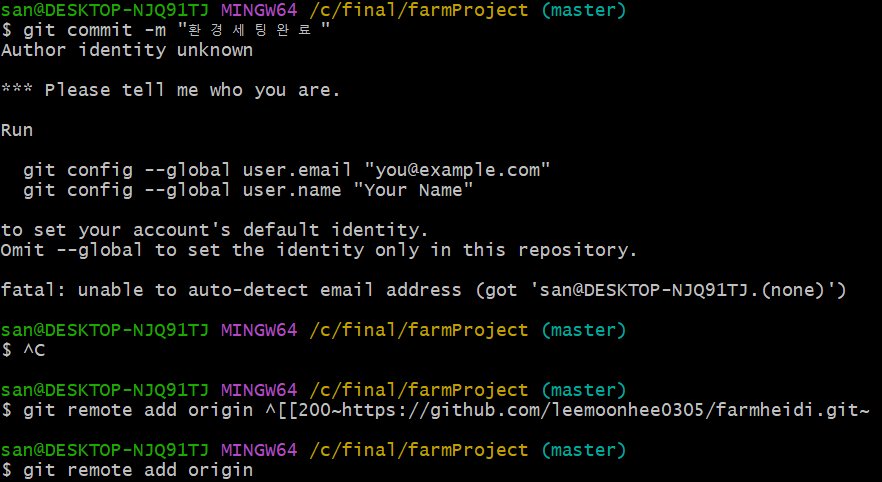 san@DESKTOP-NJQ91TJ MINGW64 /c/final/farmProject (master)
$ git commit -m "환경세팅완료"
Author identity unknown
*** Please tell me who you are.
Run
git config --global user.email "you@example.com"
git config --global user.name "Your Name"
to set your account's default identity.
Omit --global to set the identity only in this repository.
fatal: unable to auto-detect email address (got 'san@DESKTOP-NJQ91TJ.(none)')
san@DESKTOP-NJQ91TJ MINGW64 /c/final/farmProject (master)
$ ^C
san@DESKTOP-NJQ91TJ MINGW64 /c/final/farmProject (master)
$ git remote add origin ^[[200~https://github.com/leemoonhee0305/farmheidi.git~
san@DESKTOP-NJQ91TJ MINGW64 /c/final/farmProject (master)
$ git remote add origin